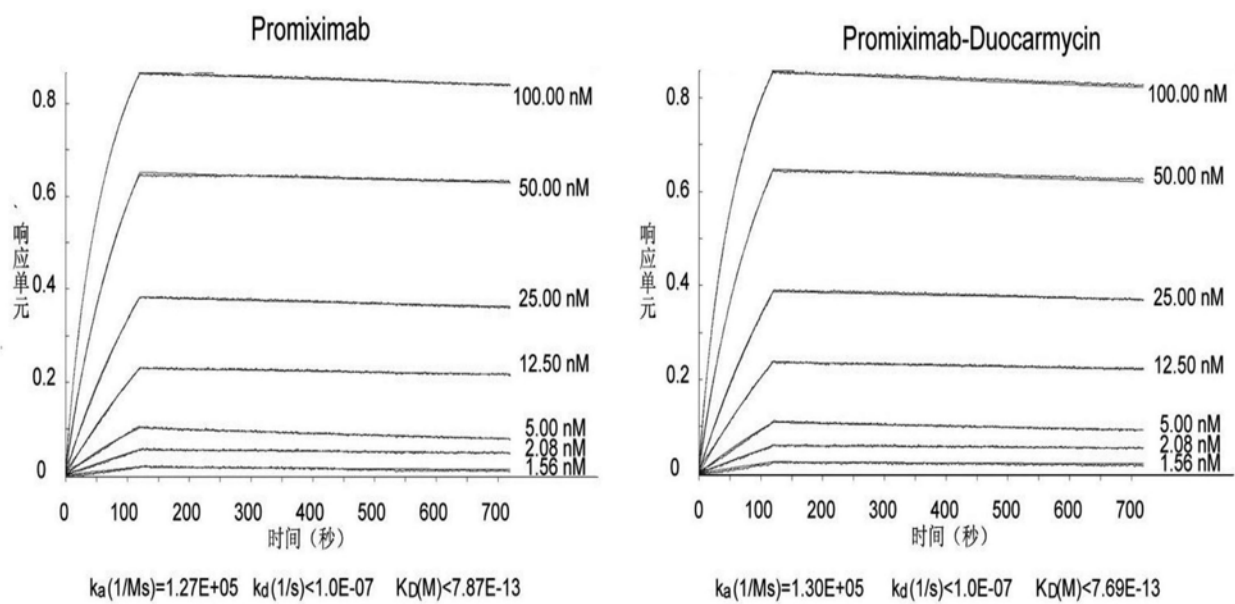 Promiximab
0.8
0.6
0.4
0.2
0
响应单元
100.00 nM
50.00 nM
25.00 nM
12.50 nM
5.00 nM
2.08 nM
1.56 nM
0 100 200 300 400 500 600 700
时间（秒）
ka(1/Ms)=1.27E+05 kd(1/s)<1.0E-07 KD(M)<7.87E-13
Promiximab-Duocarmycin
0.8
0.6
0.4
0.2
0
响应单元
100.00 nM
50.00 nM
25.00 nM
12.50 nM
5.00 nM
2.08 nM
1.56 nM
0 100 200 300 400 500 600 700
时间（秒）
ka(1/Ms)=1.30E+05 kd(1/s)<1.0E-07 KD(M)<7.69E-13